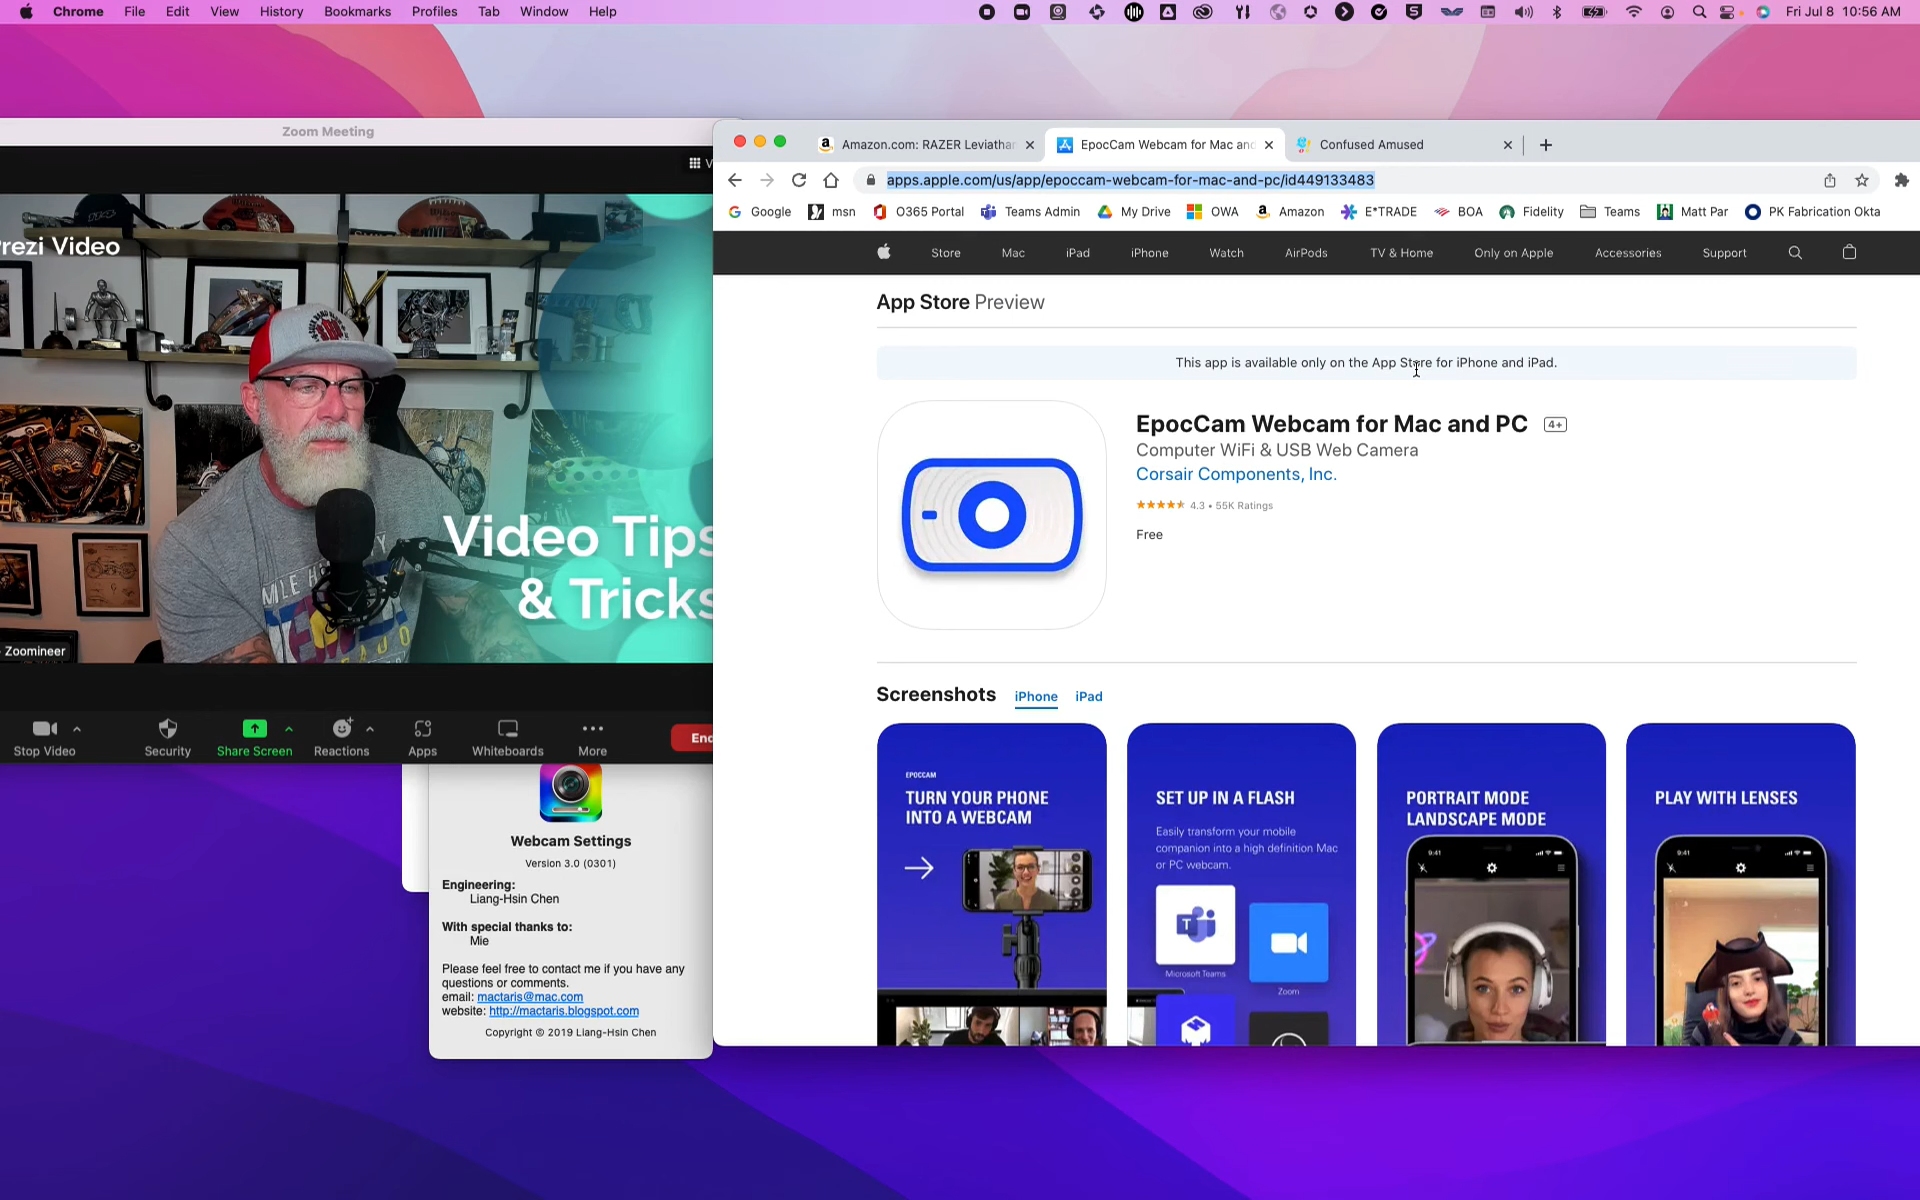 Chrome File Edit View History Bookmarks Profiles Tab Window Help
Fri Jul 8 10:56 AM
Zoom Meeting
Prezi Video
Video Tips
& Tricks
Zoomineer
Stop Video
Security
Share Screen
Reactions
Apps
Whiteboards
More
Webcam Settings
Version 3.0 (0301)
Engineering:
Liang-Hsin Chen
With special thanks to:
Mie
Please feel free to contact me if you have any
questions or comments.
email: mactaris@mac.com
website: http://mactaris.blogspot.com
Copyright © 2019 Liang-Hsin Chen
Amazon.com: RAZER Leviathan
EpocCam Webcam for Mac and
Confused Amused
apps.apple.com/us/app/epoccam-webcam-for-mac-and-pc/id449133483
Google msn O365 Portal Teams Admin My Drive OWA Amazon E*TRADE BOA Fidelity Teams Matt Par PK Fabrication Okta
Store Mac iPad iPhone Watch AirPods TV & Home Only on Apple Accessories Support
App Store Preview
This app is available only on the App Store for iPhone and iPad.
EpocCam Webcam for Mac and PC 4+
Computer WiFi & USB Web Camera
Corsair Components, Inc.
4.3 • 55K Ratings
Free
Screenshots iPhone iPad
EPOCCAM
TURN YOUR PHONE
INTO A WEBCAM
SET UP IN A FLASH
Easily transform your mobile
companion into a high definition Mac
or PC webcam.
Microsoft Teams
Zoom
PORTRAIT MODE
LANDSCAPE MODE
9:41
PLAY WITH LENSES
9:41